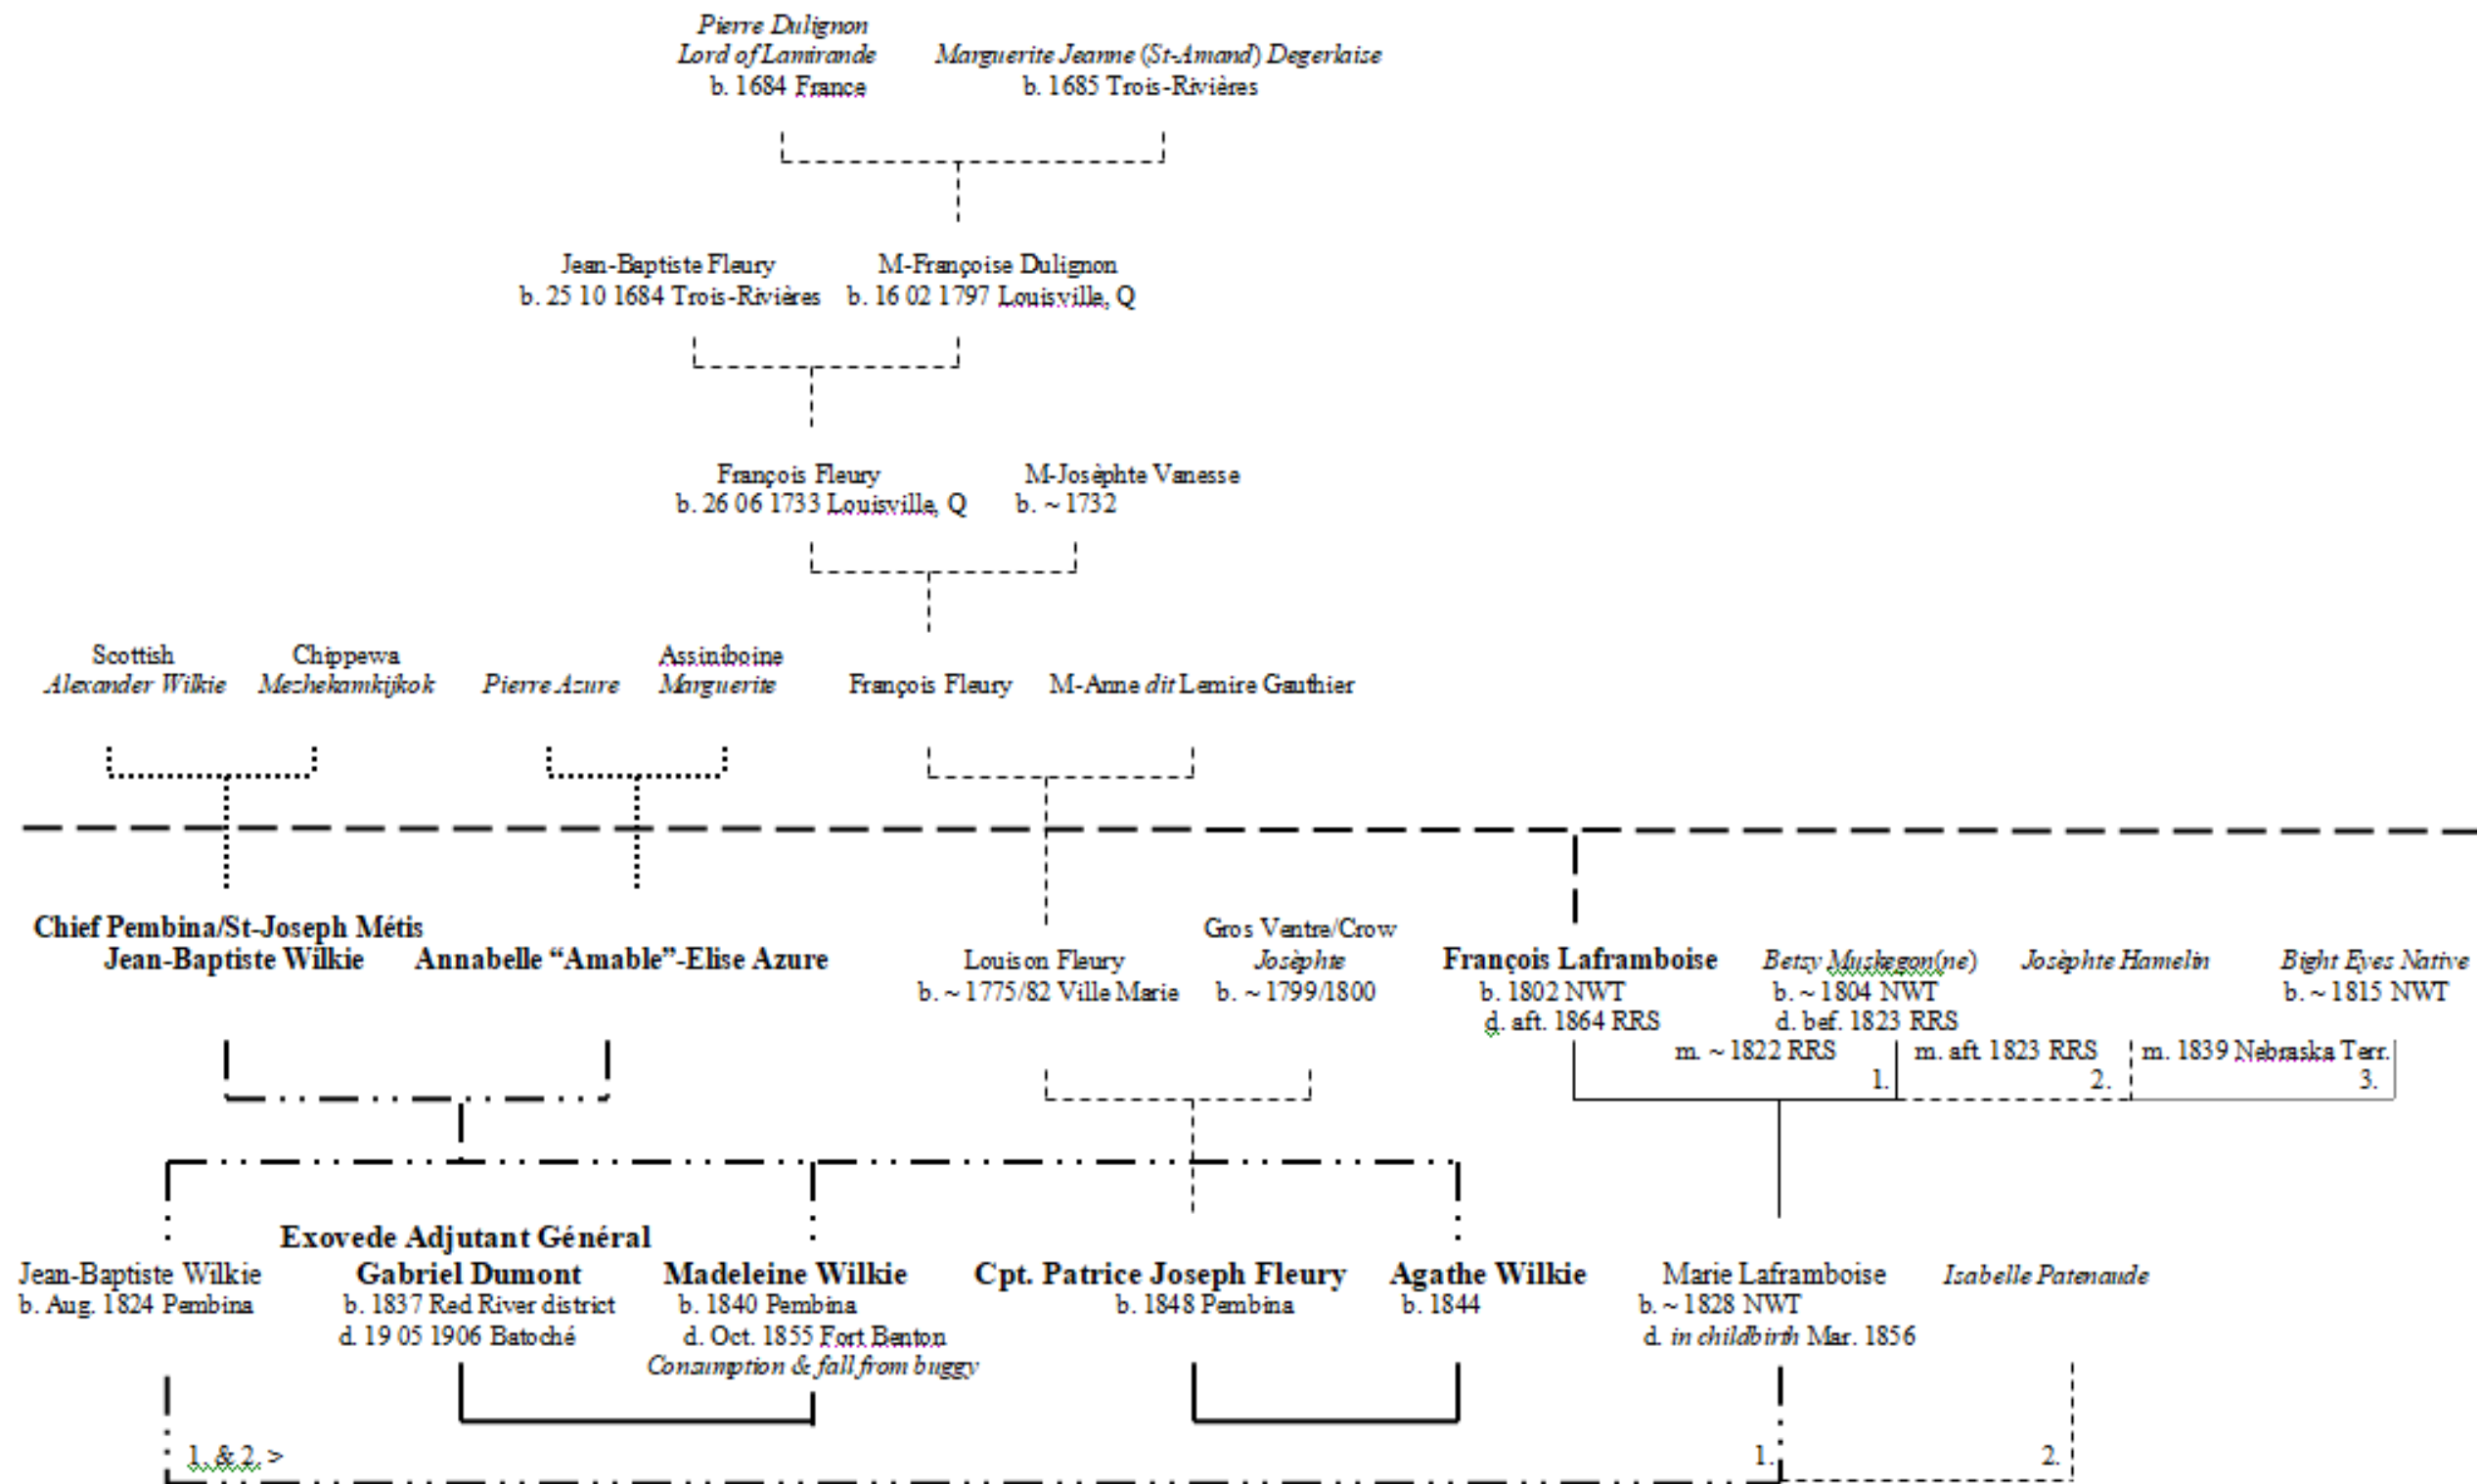 Pierre Dulignon
Lord of Lamirande
b. 1684 France
Marguerite Jeanne (St-Amand) Degerlaise
b. 1685 Trois-Rivières
Jean-Baptiste Fleury
b. 25 10 1684 Trois-Rivières
M-Françoise Dulignon
b. 16 02 1797 Louisville, Q
François Fleury
b. 26 06 1733 Louisville, Q
M-Josèphte Vanesse
b. ~ 1732
Scottish
Alexander Wilkie
Chippewa
Mezhekamkijkok
Pierre Azure
Assiniboine
Marguerite
François Fleury
M-Anne dit Lemire Gauthier
Chief Pembina/St-Joseph Métis
Jean-Baptiste Wilkie
Annabelle “Amable”-Elise Azure
Louison Fleury
b. ~ 1775/82 Ville Marie
Gros Ventre/Crow
Josèphte
b. ~ 1799/1800
François Laframboise
b. 1802 NWT
d. aft. 1864 RRS
Betsy Muskegon(ne)
b. ~ 1804 NWT
d. bef. 1823 RRS
Josèphte Hamelin
Bight Eyes Native
b. ~ 1815 NWT
m. ~ 1822 RRS
1.
m. aft. 1823 RRS
2.
m. 1839 Nebraska Terr.
3.
Jean-Baptiste Wilkie
b. Aug. 1824 Pembina
Exovede Adjutant Général
Gabriel Dumont
b. 1837 Red River district
d. 19 05 1906 Batoché
Madeleine Wilkie
b. 1840 Pembina
d. Oct. 1855 Fort Benton
Consumption & fall from buggy
Cpt. Patrice Joseph Fleury
b. 1848 Pembina
Agathe Wilkie
b. 1844
Marie Laframboise
b. ~ 1828 NWT
d. in childbirth Mar. 1856
Isabelle Patenaude
1. & 2. >
1.
2.